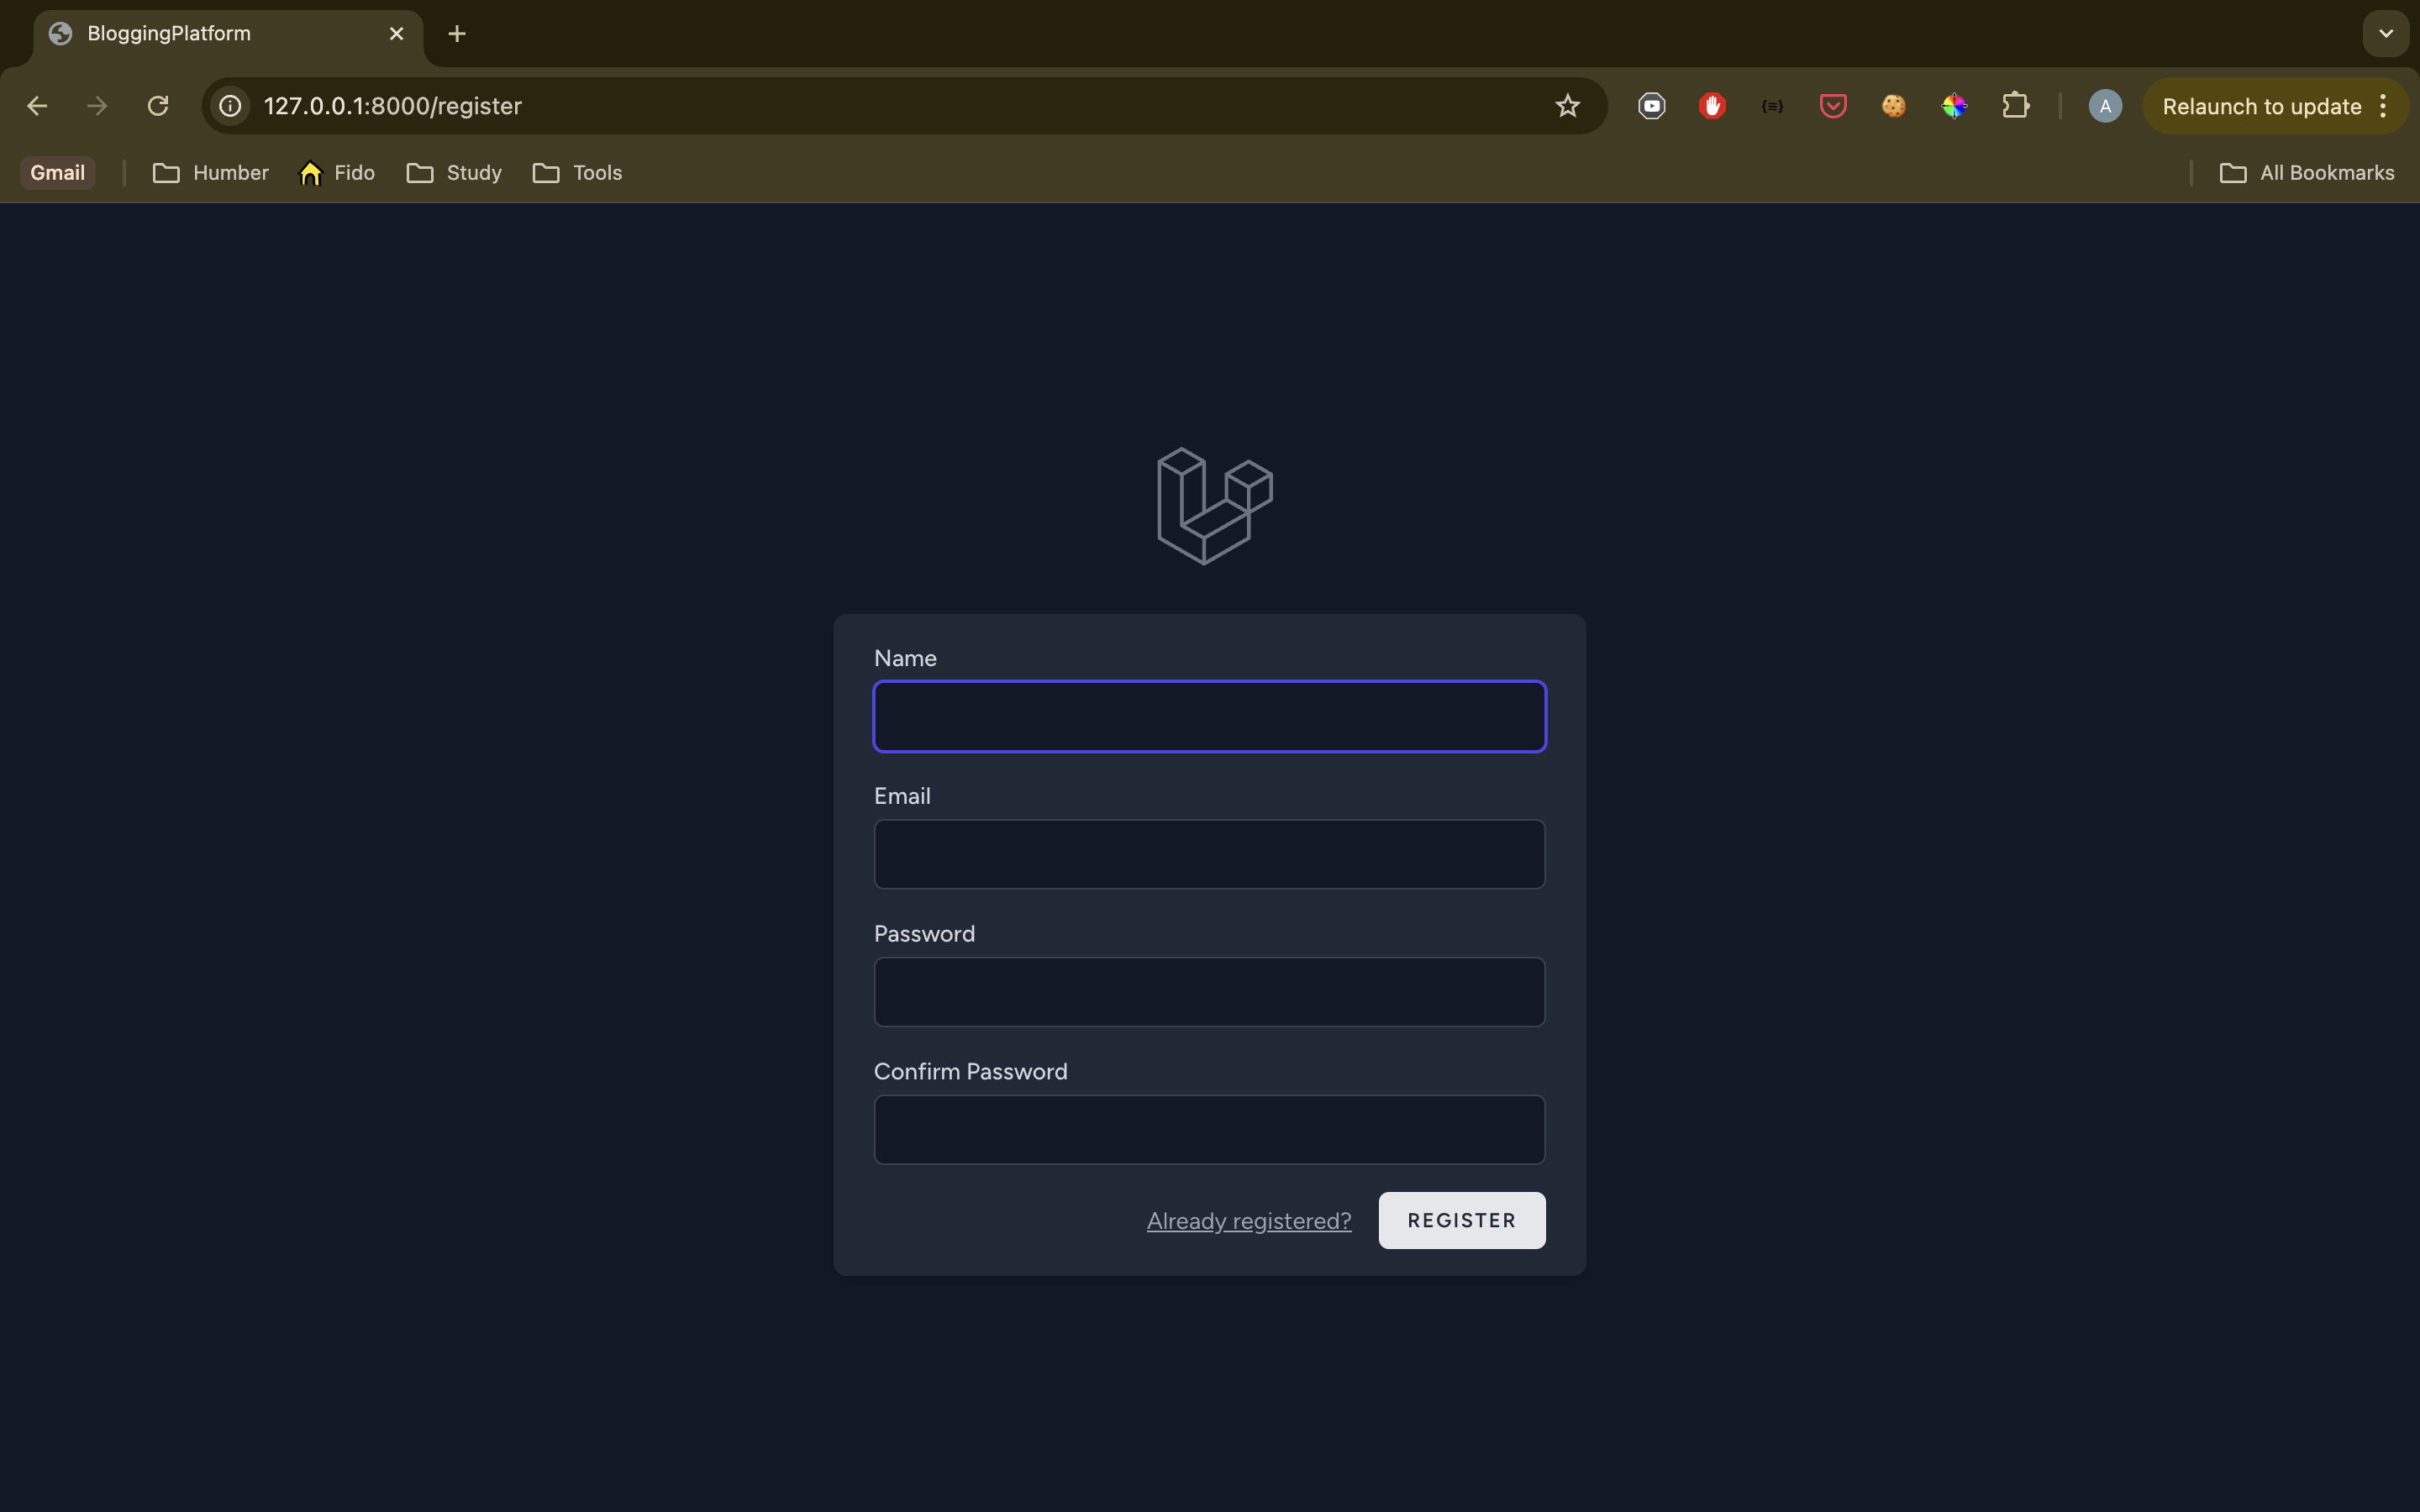 BloggingPlatform
127.0.0.1:8000/register
A
Relaunch to update
Gmail
Humber
Fido
Study
Tools
All Bookmarks
Name
Email
Password
Confirm Password
Already registered?
REGISTER